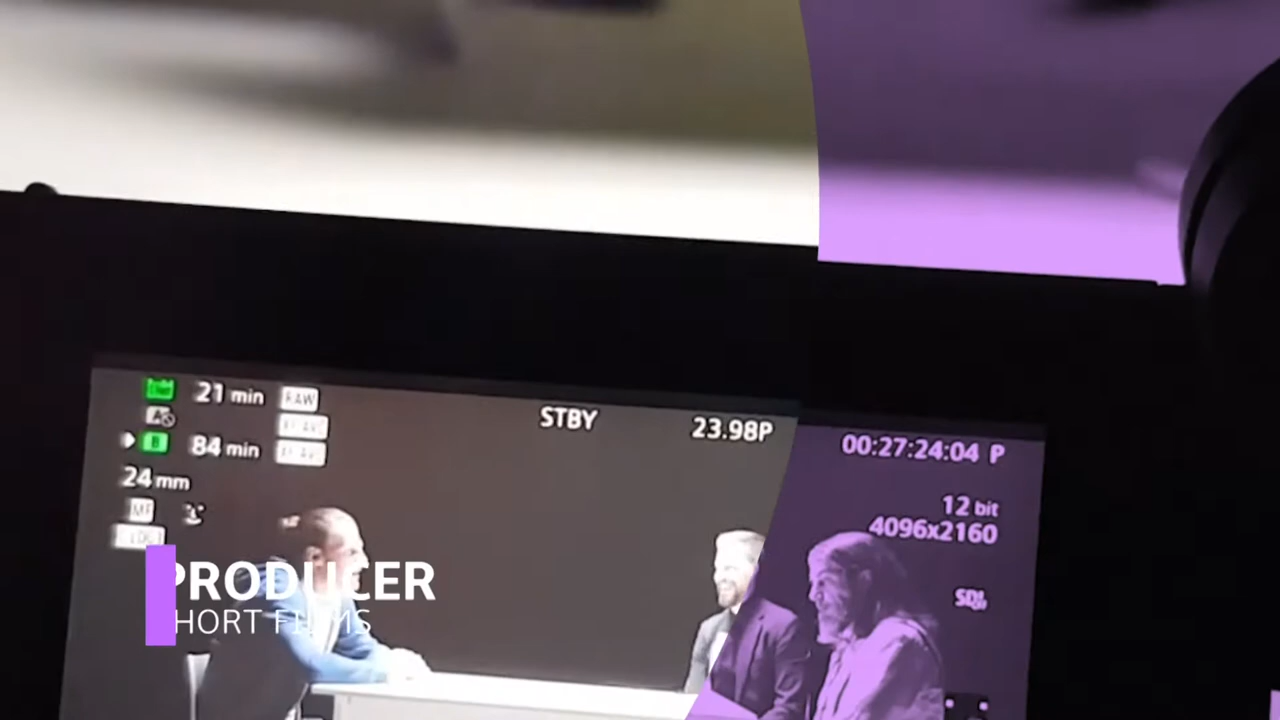 21 min RAW
STBY
23.98P
00:27:24:04 P
B 84 min
24 mm
12 bit
4096x2160
MF
SDI
PRODUCER
HORT FILMS